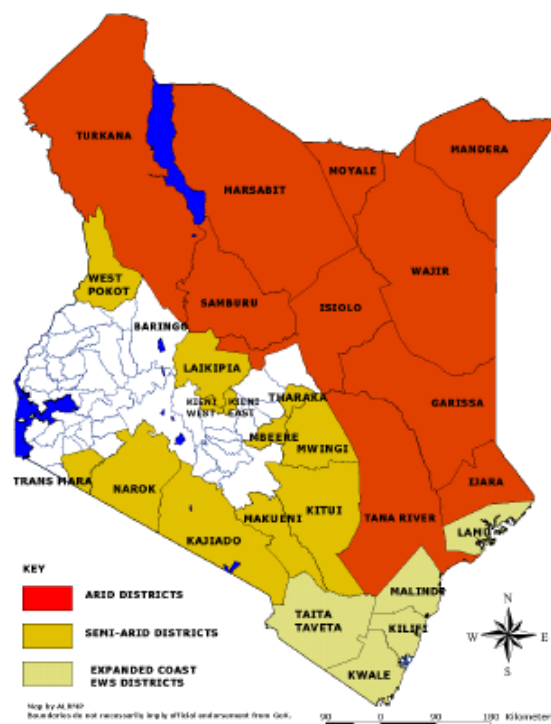 TURKANA
MANDERA
MOYALE
MARSABIT
WAJIR
WEST
POKOT
SAMBURU
ISIOLO
BARINGO
LAIKIPIA
THARAKA
KIENI
WEST
KIENI
EAST
GARISSA
MBEERE
MWINGI
IJARA
TRANS MARA
NAROK
KITUI
MAKUENI
TANA RIVER
LAMU
KAJIADO
MALINDI
TAITA
TAVETA
KILIFI
KWALE
KEY
ARID DISTRICTS
SEMI-ARID DISTRICTS
EXPANDED COAST
EWS DISTRICTS
N
W
E
S
Map by ALRMP
Boundaries do not necessarily imply official endorsement from GoK.
90 0 90 180 Kilometers